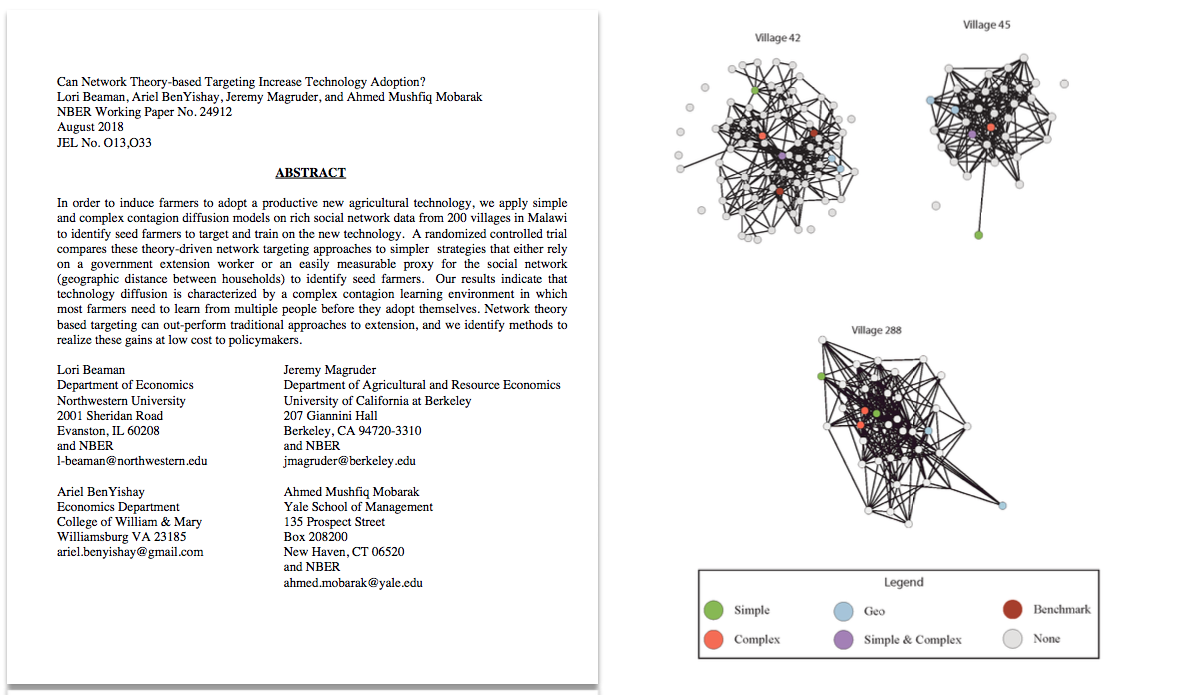 Can Network Theory-based Targeting Increase Technology Adoption?
Lori Beaman, Ariel BenYishay, Jeremy Magruder, and Ahmed Mushfiq Mobarak
NBER Working Paper No. 24912
August 2018
JEL No. O13,O33
ABSTRACT
In order to induce farmers to adopt a productive new agricultural technology, we apply simple
and complex contagion diffusion models on rich social network data from 200 villages in Malawi
to identify seed farmers to target and train on the new technology. A randomized controlled trial
compares these theory-driven network targeting approaches to simpler strategies that either rely
on a government extension worker or an easily measurable proxy for the social network
(geographic distance between households) to identify seed farmers. Our results indicate that
technology diffusion is characterized by a complex contagion learning environment in which
most farmers need to learn from multiple people before they adopt themselves. Network theory
based targeting can out-perform traditional approaches to extension, and we identify methods to
realize these gains at low cost to policymakers.
Lori Beaman
Department of Economics
Northwestern University
2001 Sheridan Road
Evanston, IL 60208
and NBER
l-beaman@northwestern.edu
Jeremy Magruder
Department of Agricultural and Resource Economics
University of California at Berkeley
207 Giannini Hall
Berkeley, CA 94720-3310
and NBER
jmagruder@berkeley.edu
Ariel BenYishay
Economics Department
College of William & Mary
Williamsburg VA 23185
ariel.benyishay@gmail.com
Ahmed Mushfiq Mobarak
Yale School of Management
135 Prospect Street
Box 208200
New Haven, CT 06520
and NBER
ahmed.mobarak@yale.edu
Village 42
Village 45
Village 288
Legend
Simple
Geo
Benchmark
Complex
Simple & Complex
None